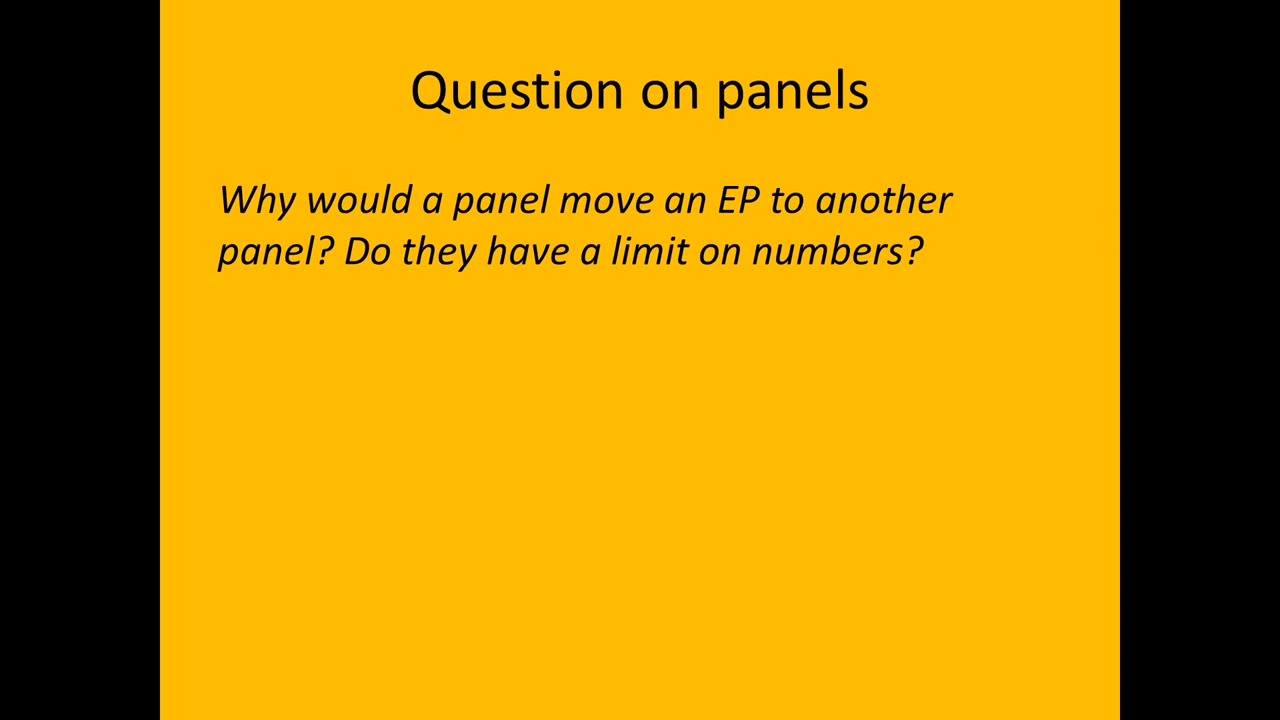 Question on panels
Why would a panel move an EP to another
panel? Do they have a limit on numbers?